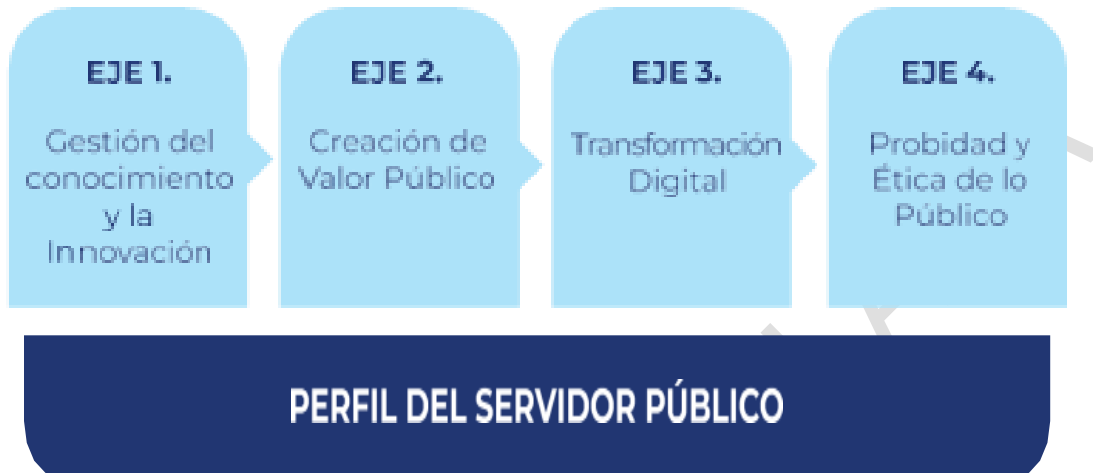 EJE 1.
Gestión del
conocimiento
y la
Innovación
EJE 2.
Creación de
Valor Público
EJE 3.
Transformación
Digital
EJE 4.
Probidad y
Ética de lo
Público
PERFIL DEL SERVIDOR PÚBLICO